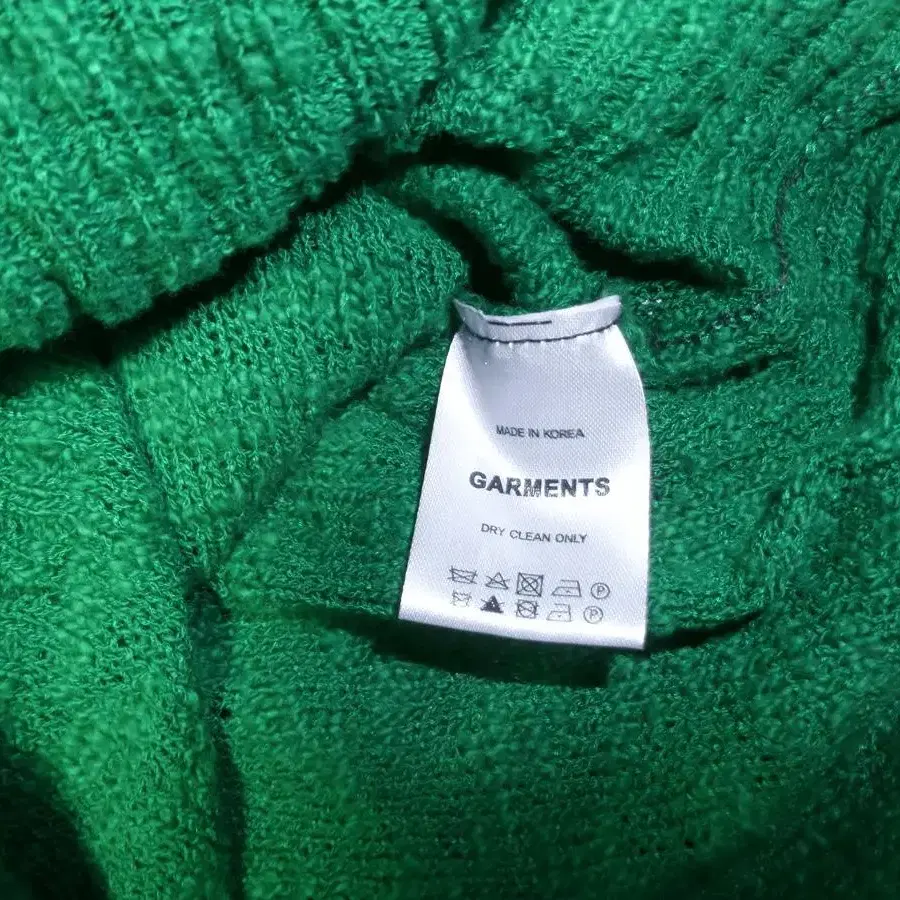 MADE IN KOREA
GARMENTS
DRY CLEAN ONLY
P
P